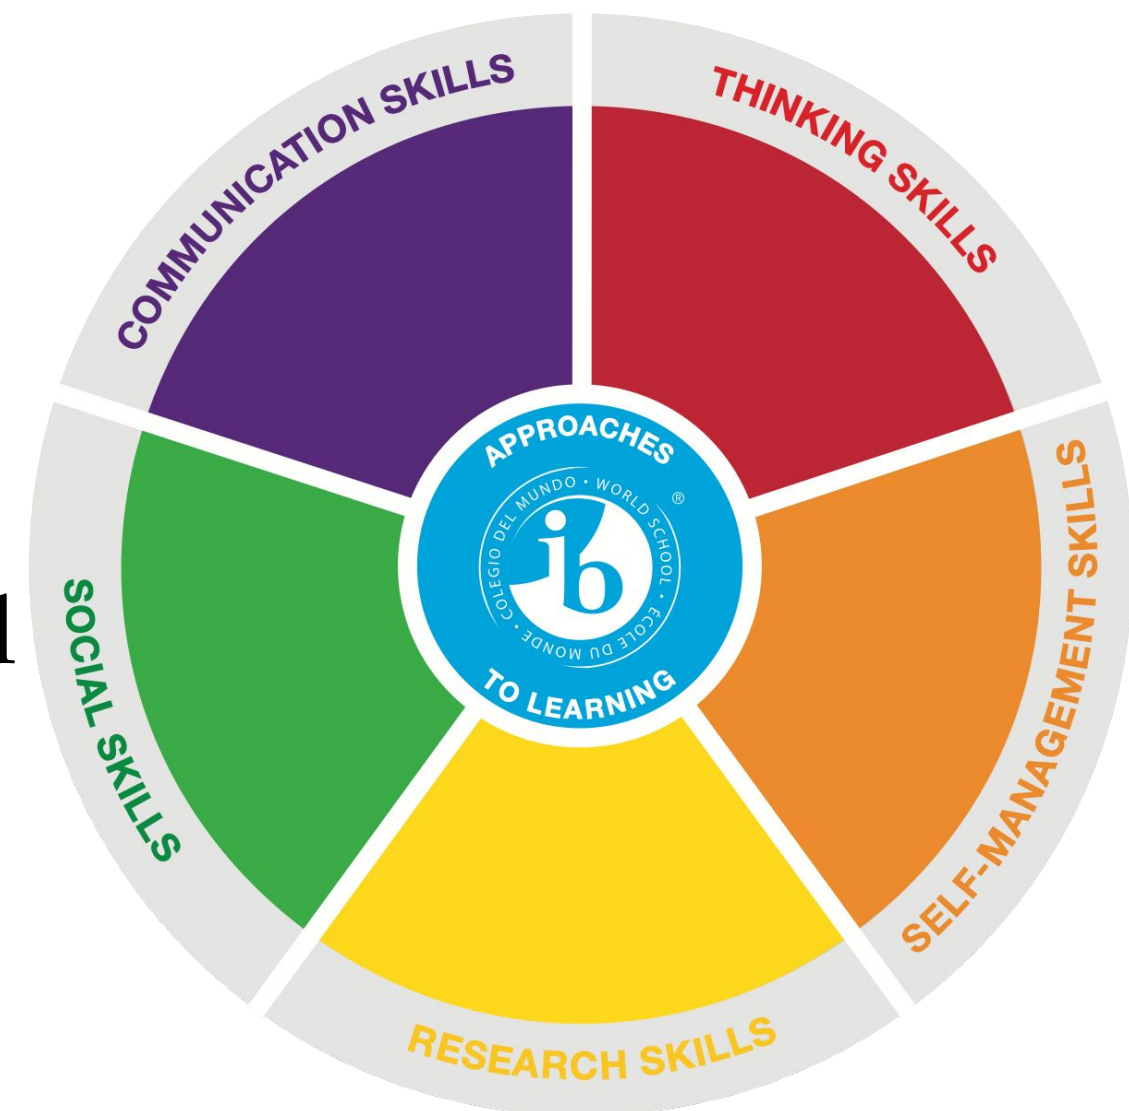 COMMUNICATION SKILLS
THINKING SKILLS
SELF-MANAGEMENT SKILLS
RESEARCH SKILLS
SOCIAL SKILLS
APPROACHES
TO LEARNING
ib
®
COLEGIO DEL MUNDO · WORLD SCHOOL · ÉCOLE DU MONDE ·